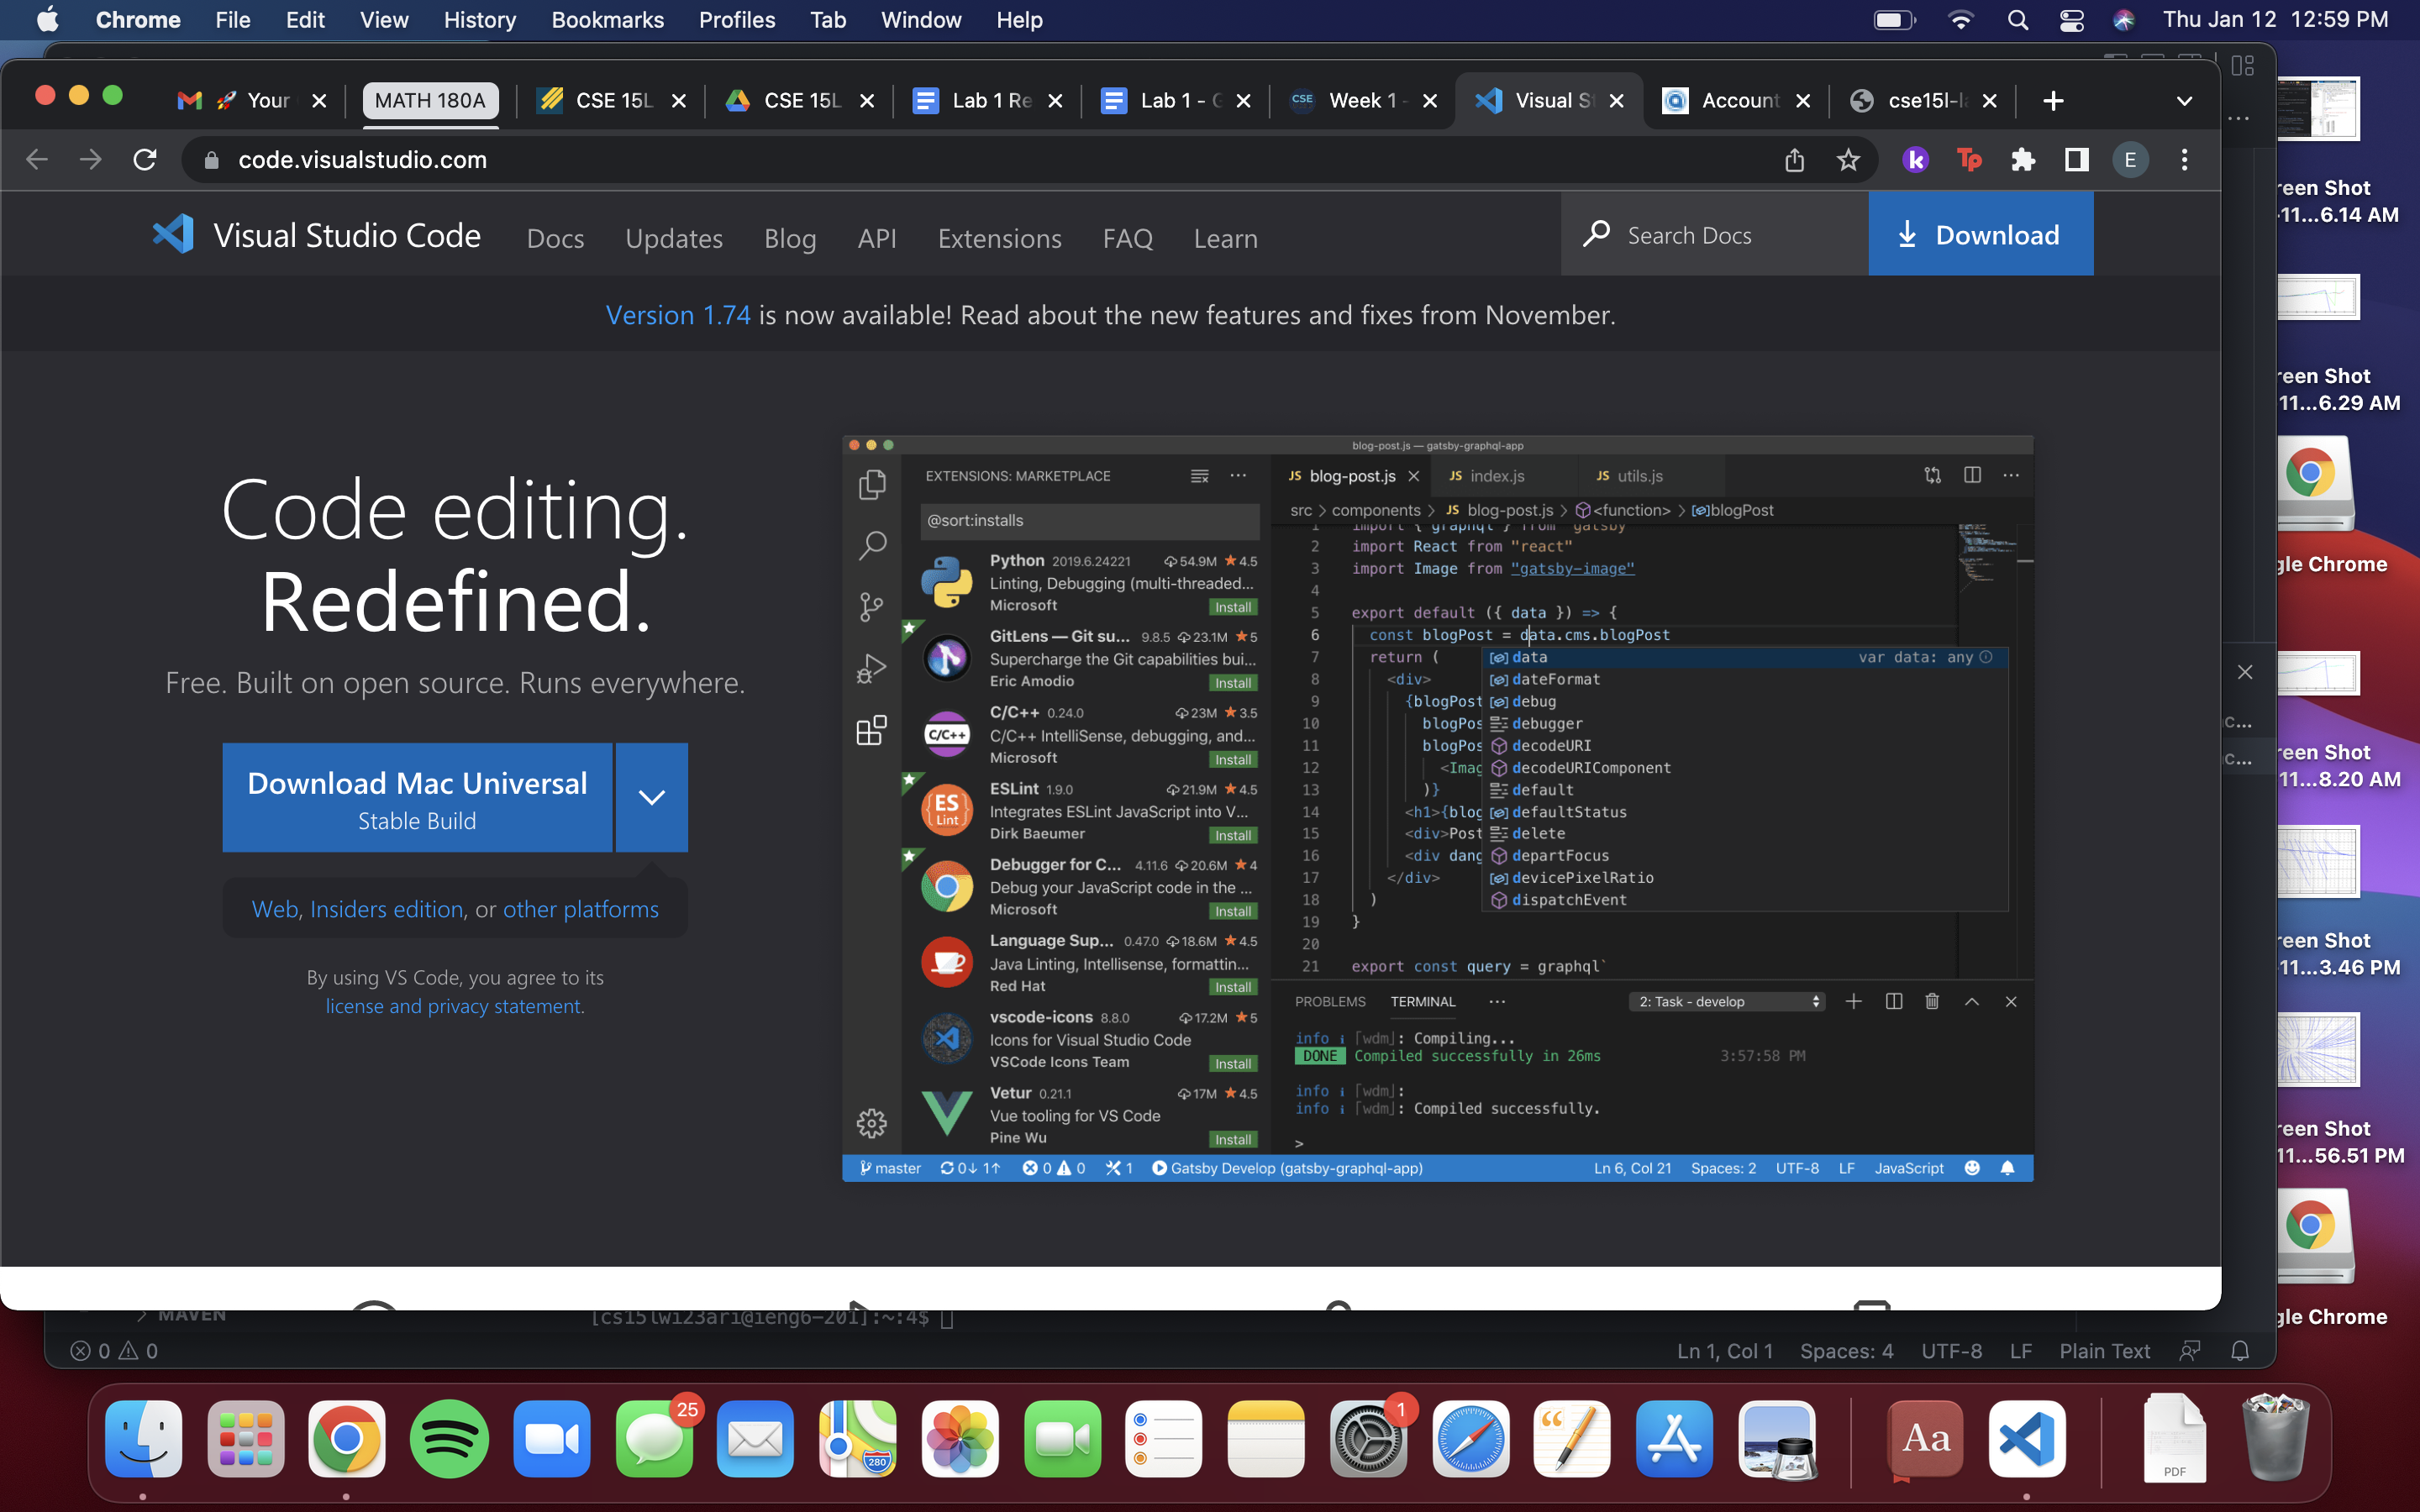 Chrome File Edit View History Bookmarks Profiles Tab Window Help Thu Jan 12 12:59 PM
Your MATH 180A CSE 15L CSE 15L Lab 1 Re Lab 1 - Week 1 - Visual S Account cse15l-l
code.visualstudio.com
Visual Studio Code Docs Updates Blog API Extensions FAQ Learn Search Docs Download
Version 1.74 is now available! Read about the new features and fixes from November.
Code editing.
Redefined.
Free. Built on open source. Runs everywhere.
Download Mac Universal
Stable Build
Web, Insiders edition, or other platforms
By using VS Code, you agree to its
license and privacy statement.
blog-post.js — gatsby-graphql-app
EXTENSIONS: MARKETPLACE
@sort:installs
Python 2019.6.24221 54.9M 4.5
Linting, Debugging (multi-threaded...
Microsoft Install
GitLens — Git su... 9.8.5 23.1M 5
Supercharge the Git capabilities bui...
Eric Amodio Install
C/C++ 0.24.0 23M 3.5
C/C++ IntelliSense, debugging, and...
Microsoft Install
ESLint 1.9.0 21.9M 4.5
Integrates ESLint JavaScript into V...
Dirk Baeumer Install
Debugger for C... 4.11.6 20.6M 4
Debug your JavaScript code in the ...
Microsoft Install
Language Sup... 0.47.0 18.6M 4.5
Java Linting, Intellisense, formattin...
Red Hat Install
vscode-icons 8.8.0 17.2M 5
Icons for Visual Studio Code
VSCode Icons Team Install
Vetur 0.21.1 17M 4.5
Vue tooling for VS Code
Pine Wu Install
JS blog-post.js JS index.js JS utils.js
src > components > JS blog-post.js > <function> > blogPost
1 import { graphql } from "gatsby"
2 import React from "react"
3 import Image from "gatsby-image"
4
5 export default ({ data }) => {
6 const blogPost = data.cms.blogPost
7 return ( data var data: any
8 <div> dateFormat
9 {blogPost debug
10 blogPos debugger
11 blogPos decodeURI
12 <Imag decodeURIComponent
13 )} default
14 <h1>{blog defaultStatus
15 <div>Post delete
16 <div dang departFocus
17 </div> devicePixelRatio
18 ) dispatchEvent
19 }
20
21 export const query = graphql`
PROBLEMS TERMINAL ... 2: Task - develop
info i ｢wdm｣: Compiling...
DONE Compiled successfully in 26ms 3:57:58 PM
info i ｢wdm｣:
info i ｢wdm｣: Compiled successfully.
>
master 0↓ 1↑ 0 0 1 Gatsby Develop (gatsby-graphql-app) Ln 6, Col 21 Spaces: 2 UTF-8 LF JavaScript
reen Shot
-11...6.14 AM
reen Shot
11...6.29 AM
gle Chrome
C...
C...
reen Shot
11...8.20 AM
reen Shot
-11...3.46 PM
reen Shot
11...56.51 PM
gle Chrome
> MAVEN [cs15lwi23ari@ieng6-201]:~:4$
0 0 Ln 1, Col 1 Spaces: 4 UTF-8 LF Plain Text
25 280 1 Aa PDF